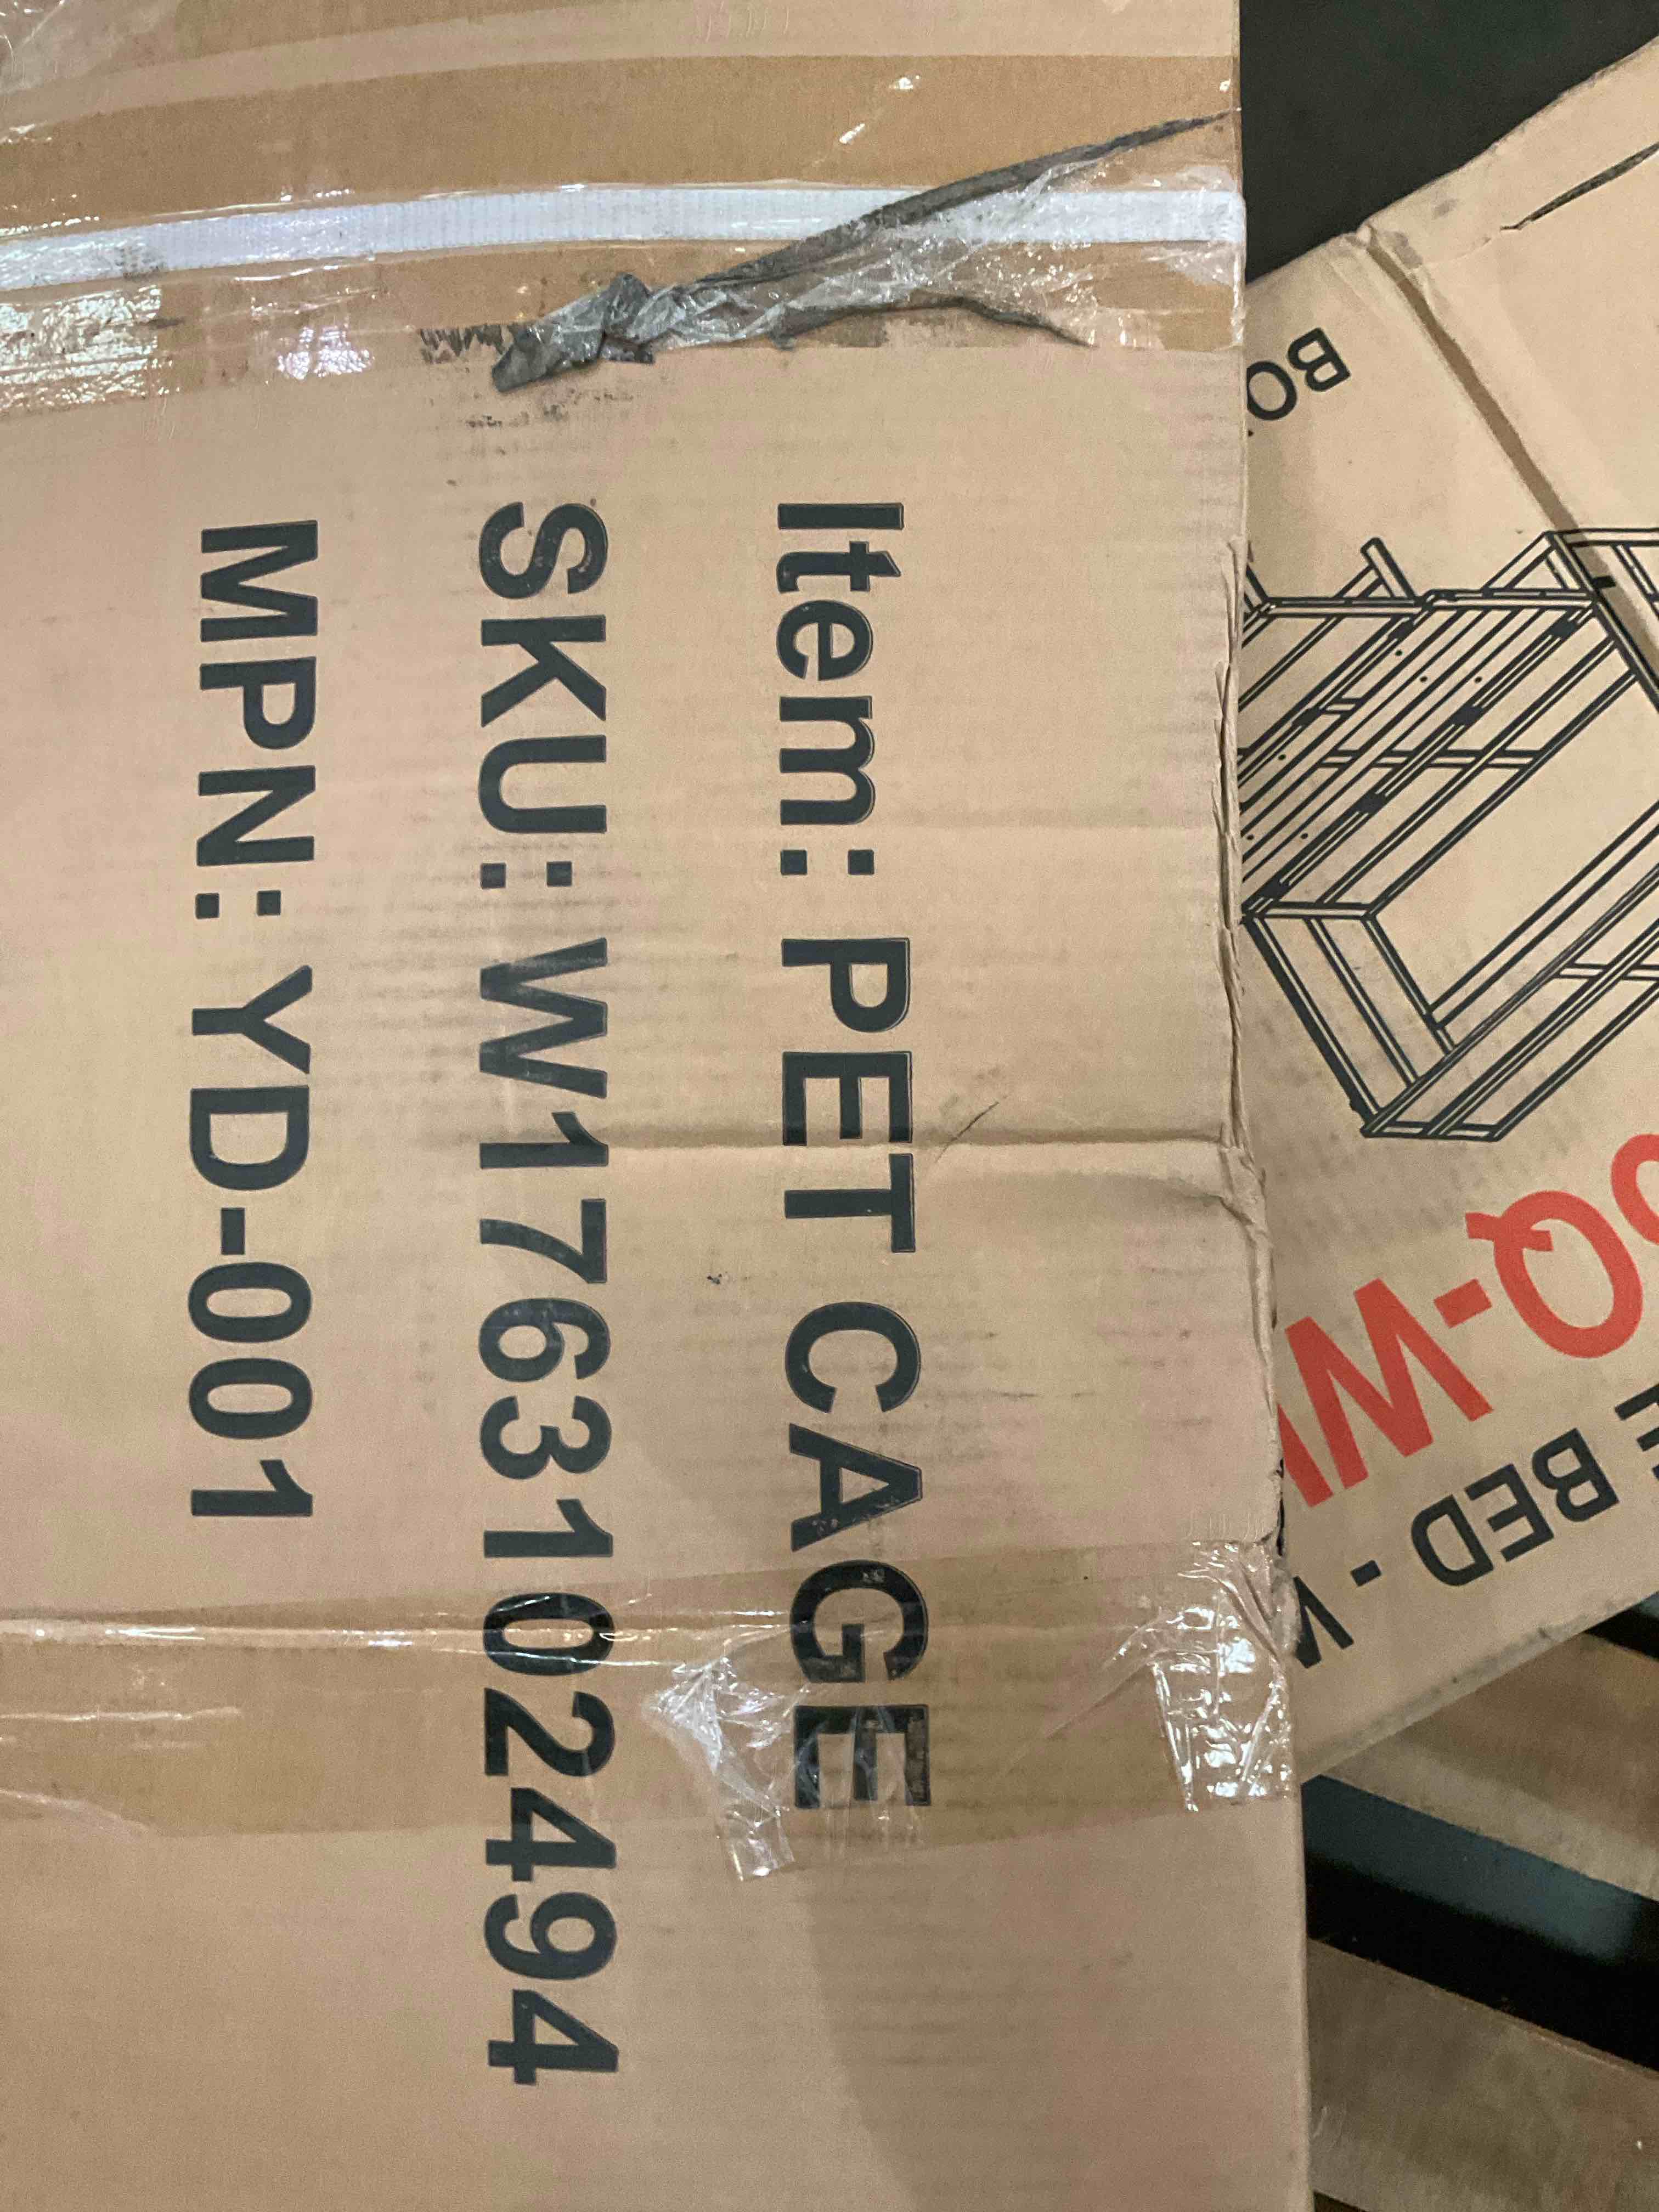 Item: PET CAGE
SKU: W1763102494
MPN: YD-001
BED -